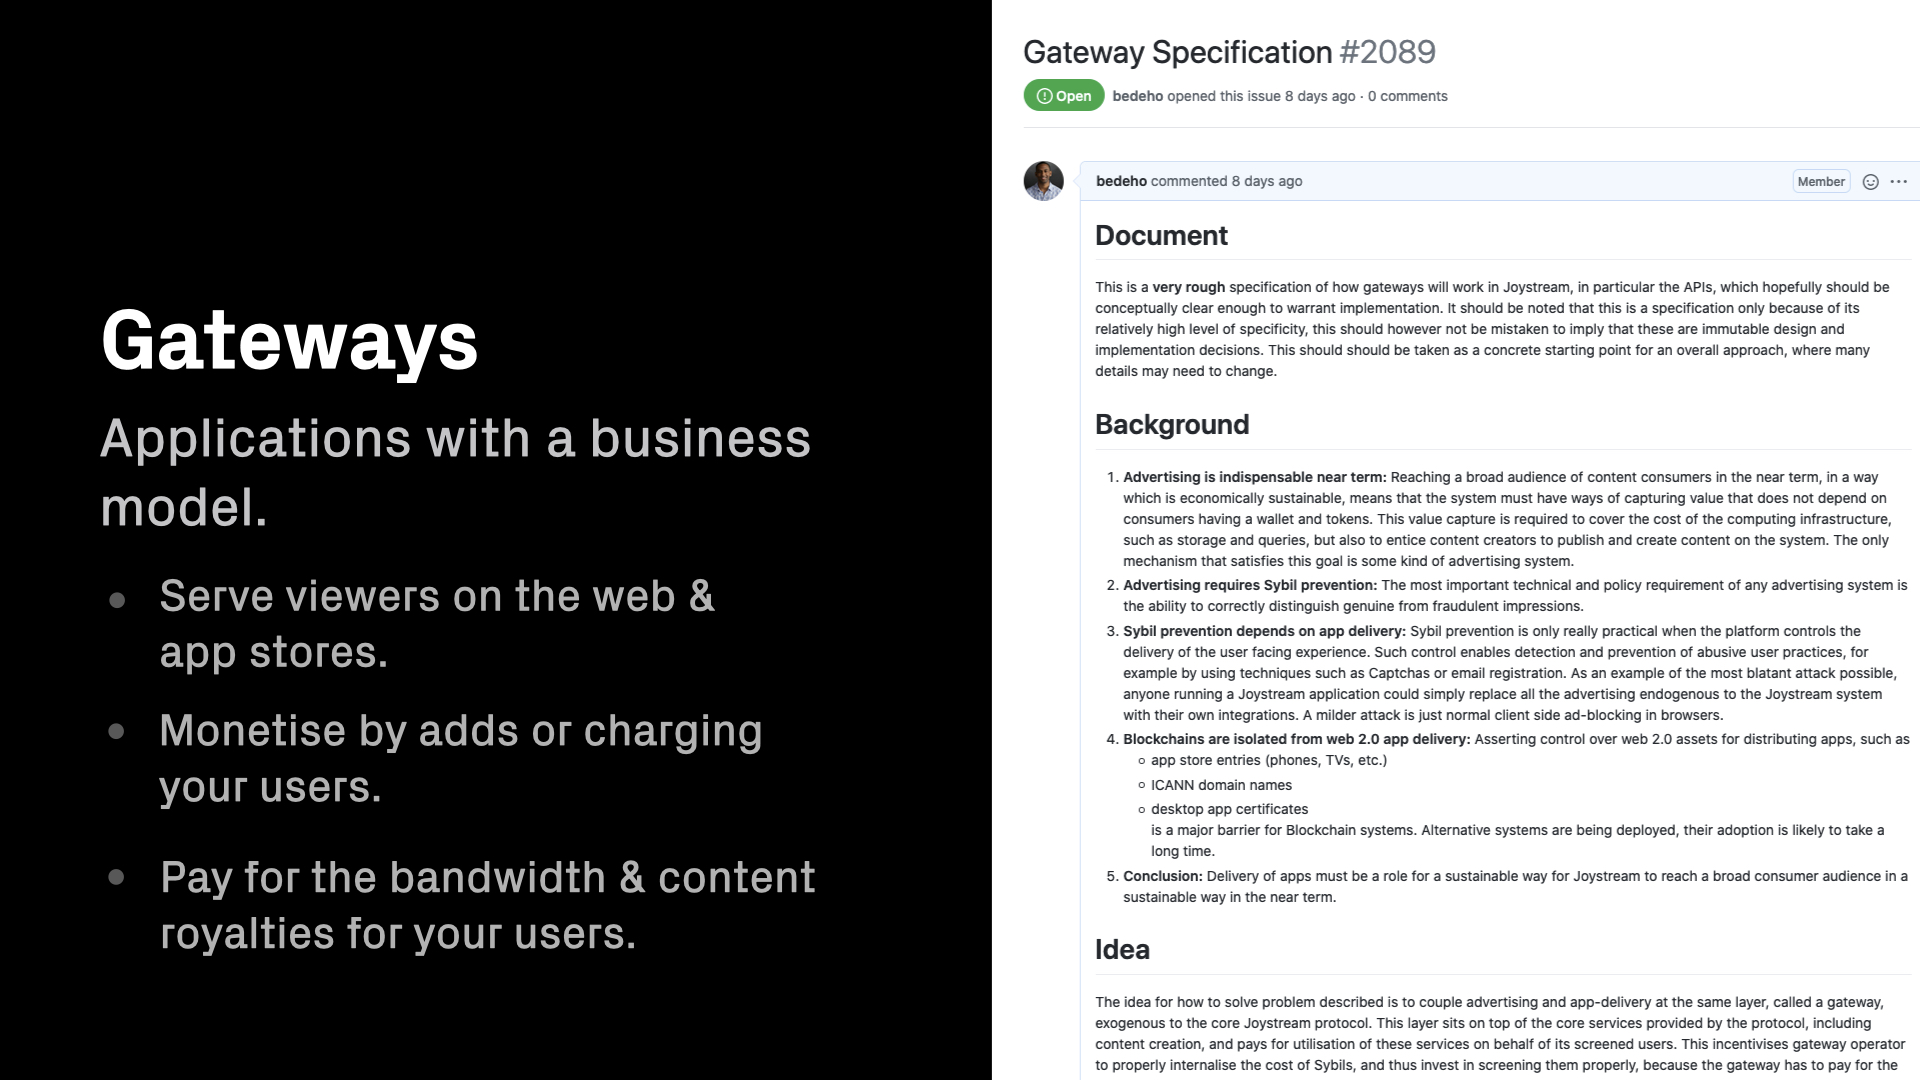 Gateways
Applications with a business
model.
Serve viewers on the web &
app stores.
Monetise by adds or charging
your users.
Pay for the bandwidth & content
royalties for your users.
Gateway Specification #2089
Open bedeho opened this issue 8 days ago · 0 comments
bedeho commented 8 days ago Member
Document
This is a very rough specification of how gateways will work in Joystream, in particular the APIs, which hopefully should be
conceptually clear enough to warrant implementation. It should be noted that this is a specification only because of its
relatively high level of specificity, this should however not be mistaken to imply that these are immutable design and
implementation decisions. This should should be taken as a concrete starting point for an overall approach, where many
details may need to change.
Background
1. Advertising is indispensable near term: Reaching a broad audience of content consumers in the near term, in a way
which is economically sustainable, means that the system must have ways of capturing value that does not depend on
consumers having a wallet and tokens. This value capture is required to cover the cost of the computing infrastructure,
such as storage and queries, but also to entice content creators to publish and create content on the system. The only
mechanism that satisfies this goal is some kind of advertising system.
2. Advertising requires Sybil prevention: The most important technical and policy requirement of any advertising system is
the ability to correctly distinguish genuine from fraudulent impressions.
3. Sybil prevention depends on app delivery: Sybil prevention is only really practical when the platform controls the
delivery of the user facing experience. Such control enables detection and prevention of abusive user practices, for
example by using techniques such as Captchas or email registration. As an example of the most blatant attack possible,
anyone running a Joystream application could simply replace all the advertising endogenous to the Joystream system
with their own integrations. A milder attack is just normal client side ad-blocking in browsers.
4. Blockchains are isolated from web 2.0 app delivery: Asserting control over web 2.0 assets for distributing apps, such as
app store entries (phones, TVs, etc.)
ICANN domain names
desktop app certificates
is a major barrier for Blockchain systems. Alternative systems are being deployed, their adoption is likely to take a
long time.
5. Conclusion: Delivery of apps must be a role for a sustainable way for Joystream to reach a broad consumer audience in a
sustainable way in the near term.
Idea
The idea for how to solve problem described is to couple advertising and app-delivery at the same layer, called a gateway,
exogenous to the core Joystream protocol. This layer sits on top of the core services provided by the protocol, including
content creation, and pays for utilisation of these services on behalf of its screened users. This incentivises gateway operator
to properly internalise the cost of Sybils, and thus invest in screening them properly, because the gateway has to pay for the